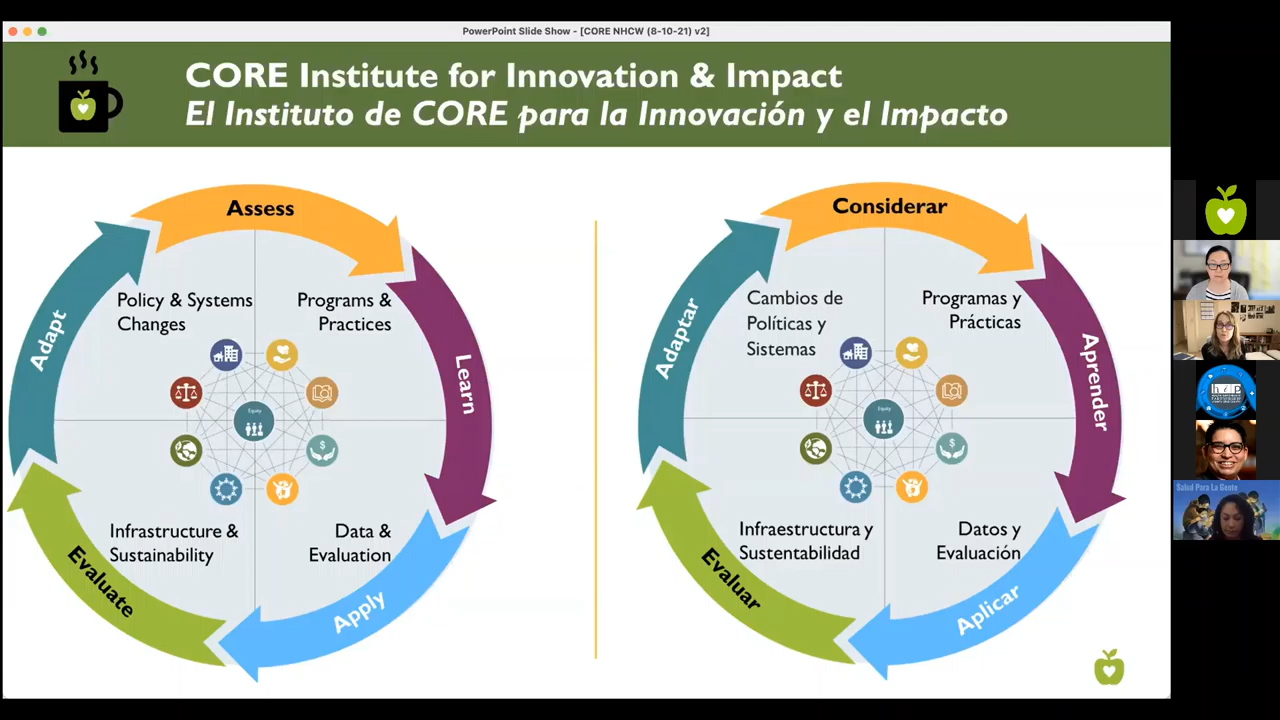 PowerPoint Slide Show - [CORE NHCW (8-10-21) v2]
CORE Institute for Innovation & Impact
El Instituto de CORE para la Innovación y el Impacto
Assess
Learn
Apply
Evaluate
Adapt
Policy & Systems
Changes
Programs &
Practices
Equity
$
Infrastructure &
Sustainability
Data &
Evaluation
Considerar
Aprender
Aplicar
Evaluar
Adaptar
Cambios de
Políticas y
Sistemas
Programas y
Prácticas
Equity
$
Infraestructura y
Sustentabilidad
Datos y
Evaluación
Salud Para La Gente